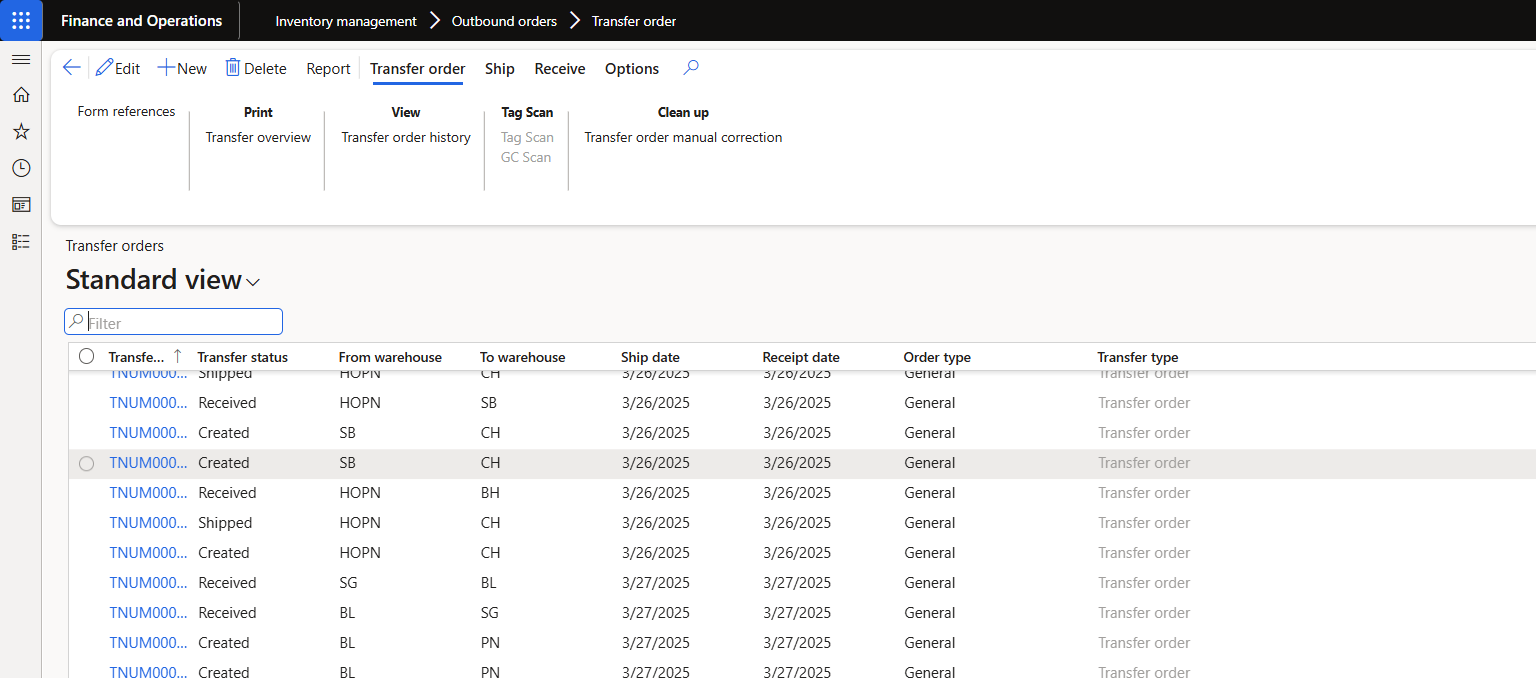 Finance and Operations Inventory management Outbound orders Transfer order
Edit New Delete Report Transfer order Ship Receive Options
Form references Print View Tag Scan Clean up
Transfer overview Transfer order history Tag Scan Transfer order manual correction
GC Scan
Transfer orders
Standard view
Filter
Transfe... Transfer status From warehouse To warehouse Ship date Receipt date Order type Transfer type
TNUM000... Shipped HOPN CH 3/26/2025 3/26/2025 General Transfer order
TNUM000... Received HOPN SB 3/26/2025 3/26/2025 General Transfer order
TNUM000... Created SB CH 3/26/2025 3/26/2025 General Transfer order
TNUM000... Created SB CH 3/26/2025 3/26/2025 General Transfer order
TNUM000... Received HOPN BH 3/26/2025 3/26/2025 General Transfer order
TNUM000... Shipped HOPN CH 3/26/2025 3/26/2025 General Transfer order
TNUM000... Created HOPN CH 3/26/2025 3/26/2025 General Transfer order
TNUM000... Received SG BL 3/27/2025 3/27/2025 General Transfer order
TNUM000... Received BL SG 3/27/2025 3/27/2025 General Transfer order
TNUM000... Created BL PN 3/27/2025 3/27/2025 General Transfer order
TNUM000... Created BL PN 3/27/2025 3/27/2025 General Transfer order